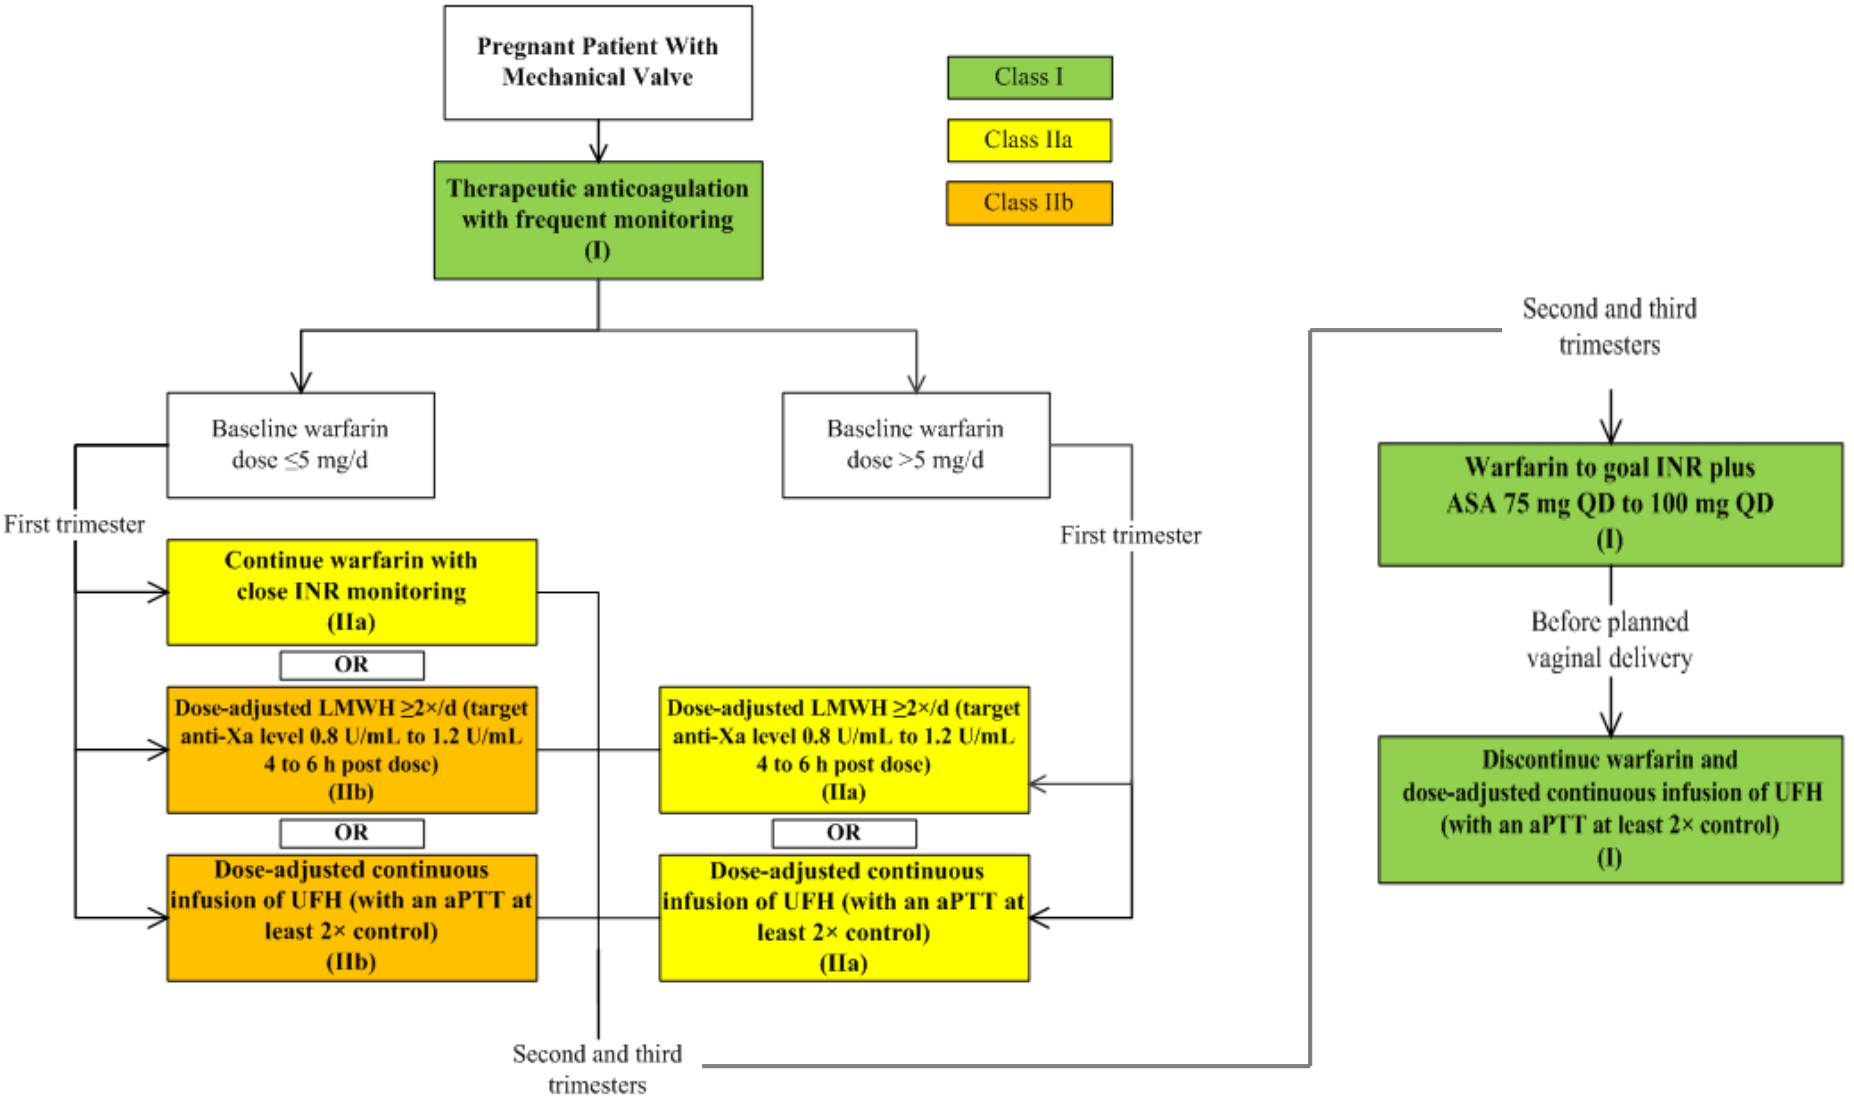 Pregnant Patient With
Mechanical Valve
Class I
Class IIa
Class IIb
Therapeutic anticoagulation
with frequent monitoring
(I)
Baseline warfarin
dose ≤5 mg/d
Baseline warfarin
dose >5 mg/d
First trimester
First trimester
Continue warfarin with
close INR monitoring
(IIa)
OR
Dose-adjusted LMWH ≥2×/d (target
anti-Xa level 0.8 U/mL to 1.2 U/mL
4 to 6 h post dose)
(IIb)
OR
Dose-adjusted continuous
infusion of UFH (with an aPTT at
least 2× control)
(IIb)
Dose-adjusted LMWH ≥2×/d (target
anti-Xa level 0.8 U/mL to 1.2 U/mL
4 to 6 h post dose)
(IIa)
OR
Dose-adjusted continuous
infusion of UFH (with an aPTT at
least 2× control)
(IIa)
Second and third
trimesters
Second and third
trimesters
Warfarin to goal INR plus
ASA 75 mg QD to 100 mg QD
(I)
Before planned
vaginal delivery
Discontinue warfarin and
dose-adjusted continuous infusion of UFH
(with an aPTT at least 2× control)
(I)